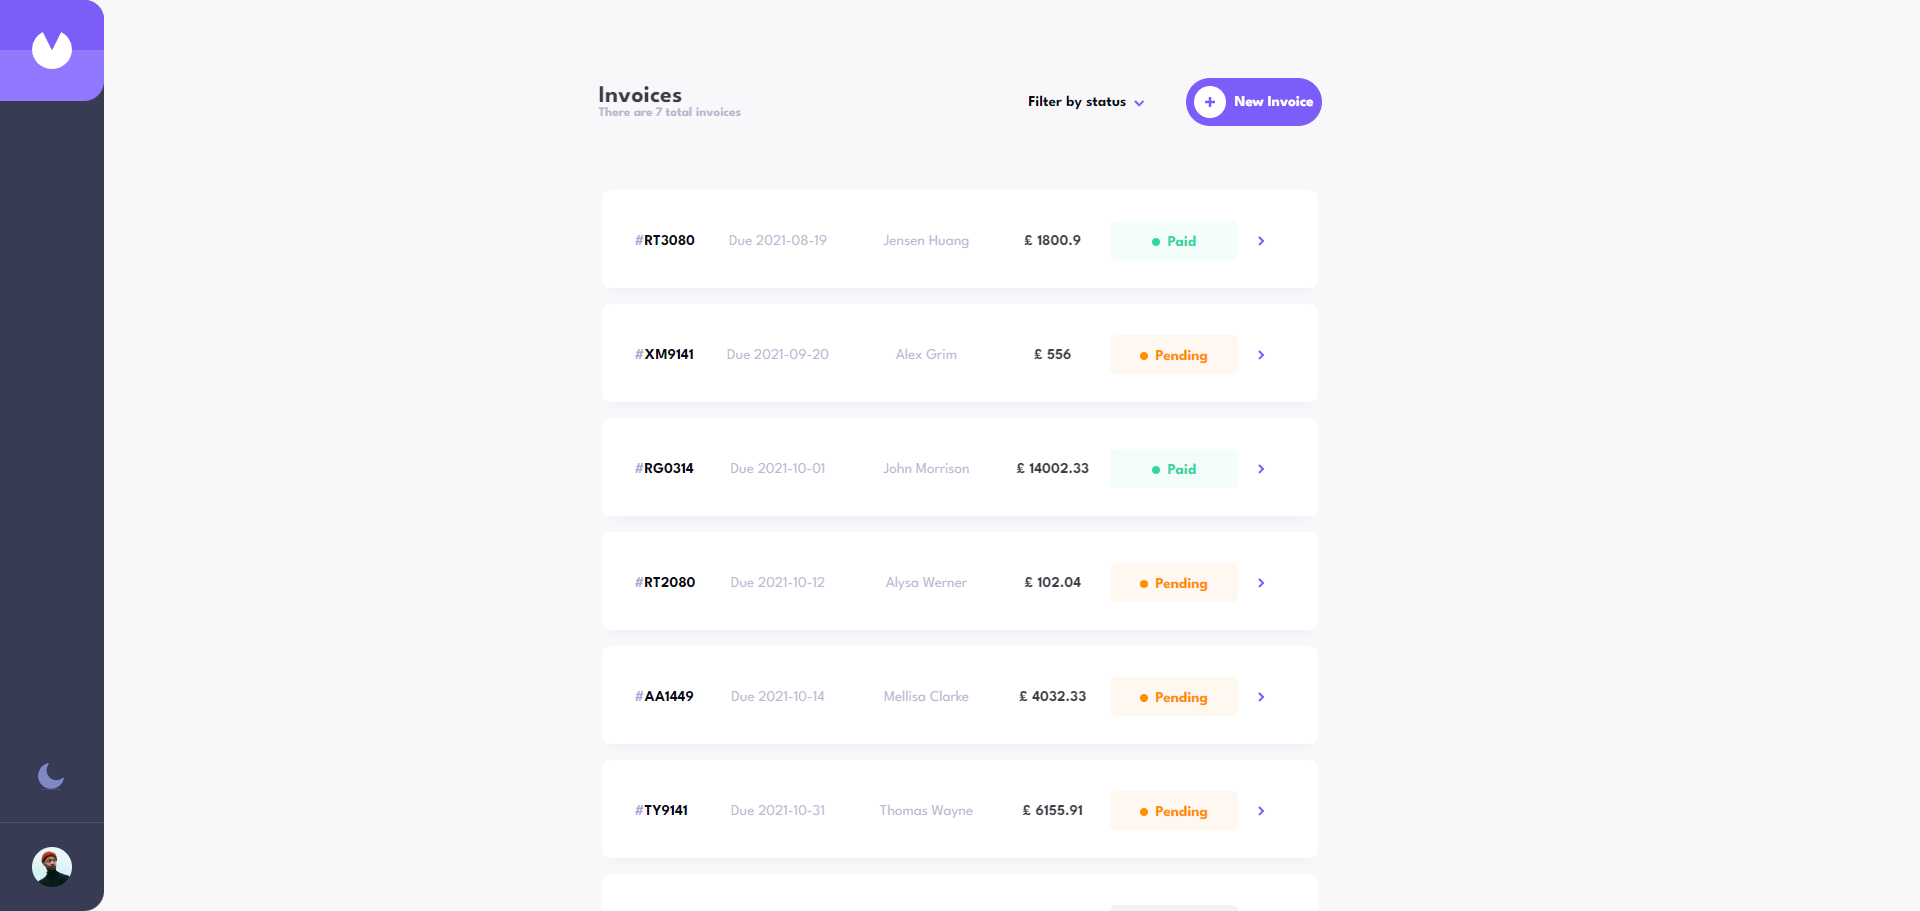 Invoices
There are 7 total invoices
Filter by status
New Invoice
#RT3080 Due 2021-08-19 Jensen Huang £ 1800.9 Paid
#XM9141 Due 2021-09-20 Alex Grim £ 556 Pending
#RG0314 Due 2021-10-01 John Morrison £ 14002.33 Paid
#RT2080 Due 2021-10-12 Alysa Werner £ 102.04 Pending
#AA1449 Due 2021-10-14 Mellisa Clarke £ 4032.33 Pending
#TY9141 Due 2021-10-31 Thomas Wayne £ 6155.91 Pending